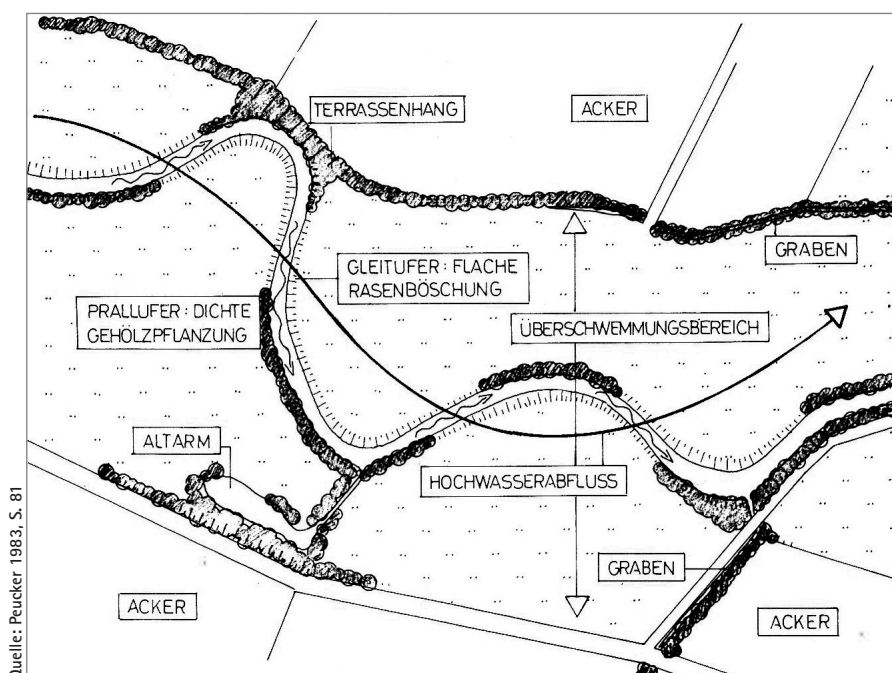 TERRASSENHANG
ACKER
GRABEN
GLEITUFER: FLACHE
RASENBÖSCHUNG
PRALLUFER: DICHTE
GEHÖLZPFLANZUNG
ÜBERSCHWEMMUNGSBEREICH
ALTARM
HOCHWASSERABFLUSS
GRABEN
ACKER
ACKER
Quelle: Peucker 1983, S. 81